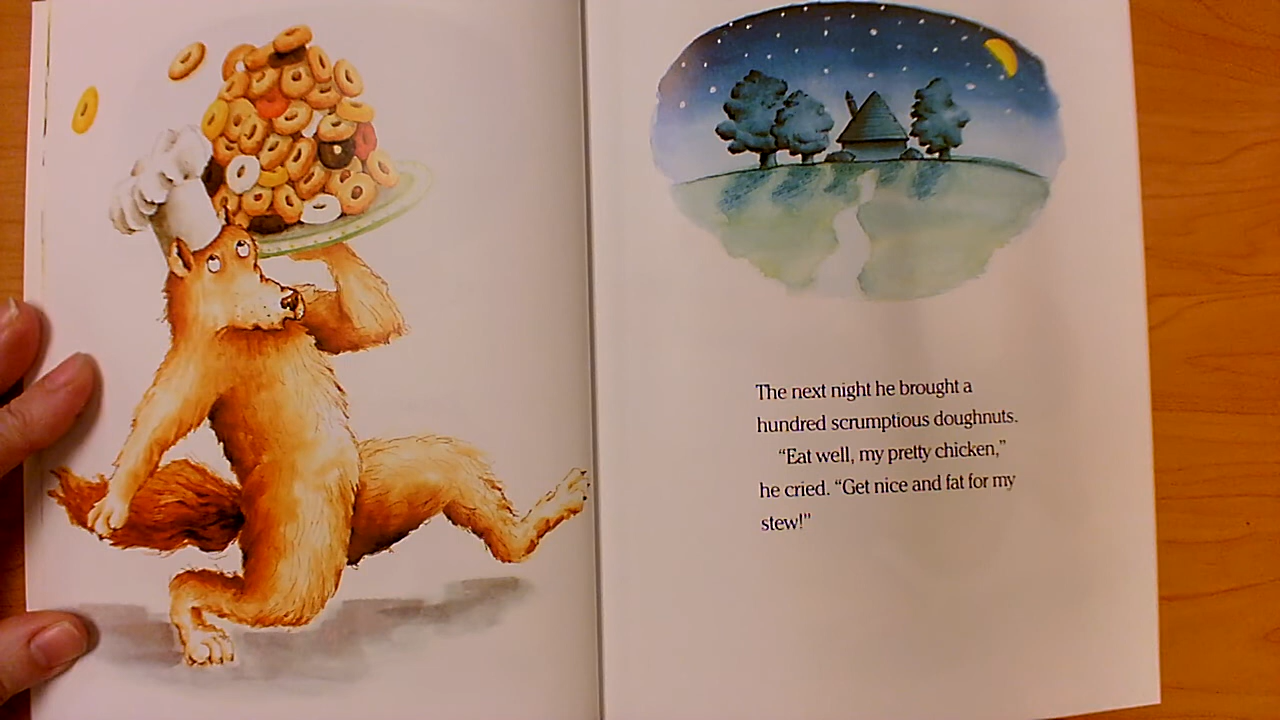 The next night he brought a
hundred scrumptious doughnuts.
“Eat well, my pretty chicken,”
he cried. “Get nice and fat for my
stew!”